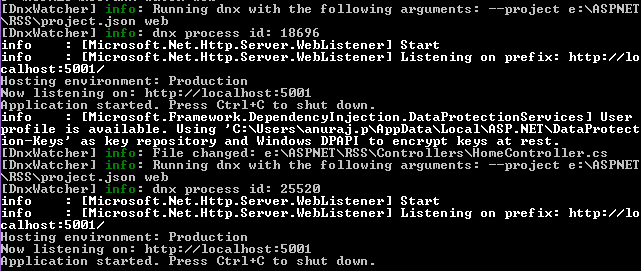 [DnxWatcher] info: Running dnx with the following arguments: --project e:\ASPNET
\RSS\project.json web
[DnxWatcher] info: dnx process id: 18696
info    : [Microsoft.Net.Http.Server.WebListener] Start
info    : [Microsoft.Net.Http.Server.WebListener] Listening on prefix: http://lo
calhost:5001/
Hosting environment: Production
Now listening on: http://localhost:5001
Application started. Press Ctrl+C to shut down.
info    : [Microsoft.Framework.DependencyInjection.DataProtectionServices] User
profile is available. Using 'C:\Users\anuraj.p\AppData\Local\ASP.NET\DataProtect
ion-Keys' as key repository and Windows DPAPI to encrypt keys at rest.
[DnxWatcher] info: File changed: e:\ASPNET\RSS\Controllers\HomeController.cs
[DnxWatcher] info: Running dnx with the following arguments: --project e:\ASPNET
\RSS\project.json web
[DnxWatcher] info: dnx process id: 25520
info    : [Microsoft.Net.Http.Server.WebListener] Start
info    : [Microsoft.Net.Http.Server.WebListener] Listening on prefix: http://lo
calhost:5001/
Hosting environment: Production
Now listening on: http://localhost:5001
Application started. Press Ctrl+C to shut down.